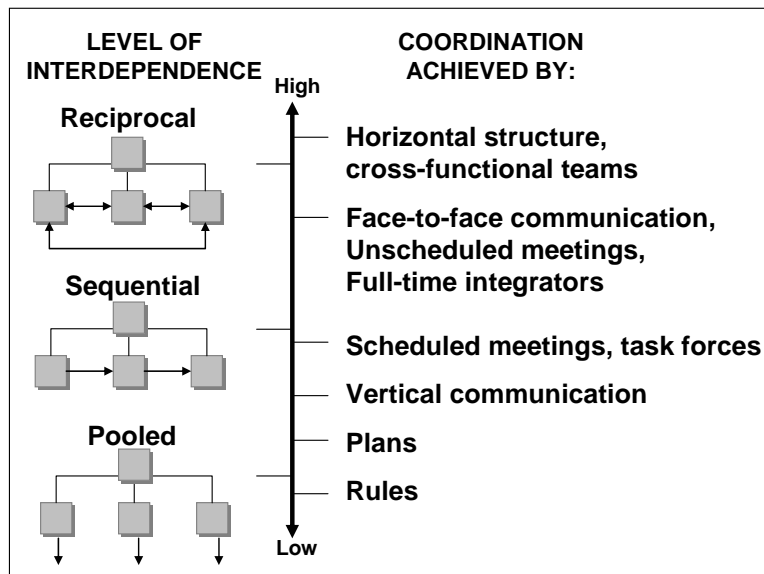 LEVEL OF
INTERDEPENDENCE
COORDINATION
ACHIEVED BY:
High
Reciprocal
Horizontal structure,
cross-functional teams
Face-to-face communication,
Unscheduled meetings,
Full-time integrators
Sequential
Scheduled meetings, task forces
Vertical communication
Pooled
Plans
Rules
Low